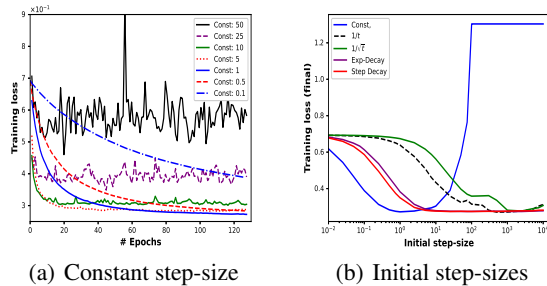 ×10⁻¹
9
8
7
6
5
4
3
Training loss
0 20 40 60 80 100 120
# Epochs
Const: 50
Const: 25
Const: 10
Const: 5
Const: 1
Const: 0.5
Const: 0.1
(a) Constant step-size
1.2
1.0
0.8
0.6
0.4
Training loss (final)
10⁻² 10⁻¹ 10⁰ 10¹ 10² 10³ 10⁴
Initial step-size
Const.
1/t
1/√t
Exp-Decay
Step Decay
(b) Initial step-sizes